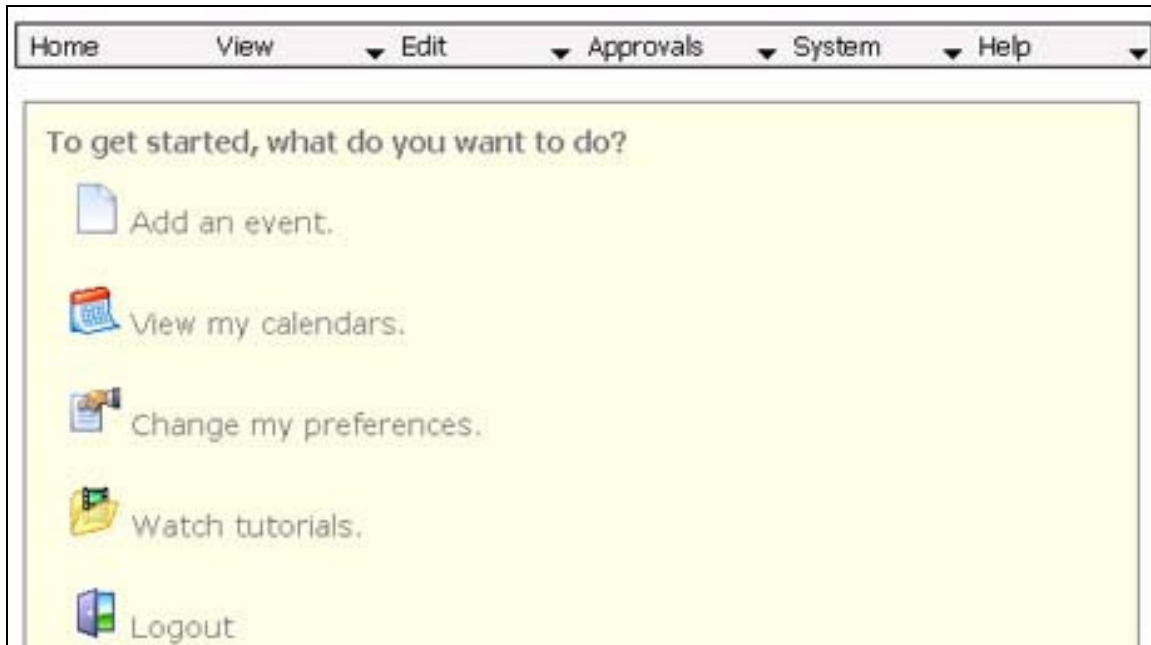 Home View Edit Approvals System Help
To get started, what do you want to do?
Add an event.
View my calendars.
Change my preferences.
Watch tutorials.
Logout